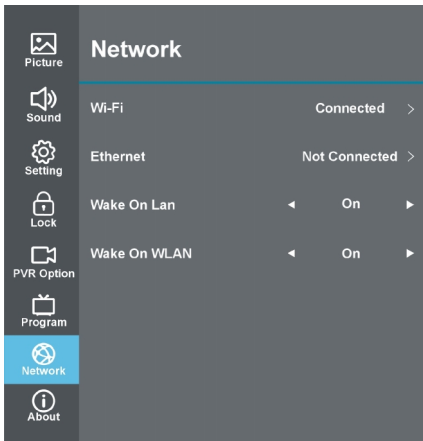 Picture
Sound
Setting
Lock
PVR Option
Program
Network
About
Network
Wi-Fi Connected >
Ethernet Not Connected >
Wake On Lan ◀ On ▶
Wake On WLAN ◀ On ▶